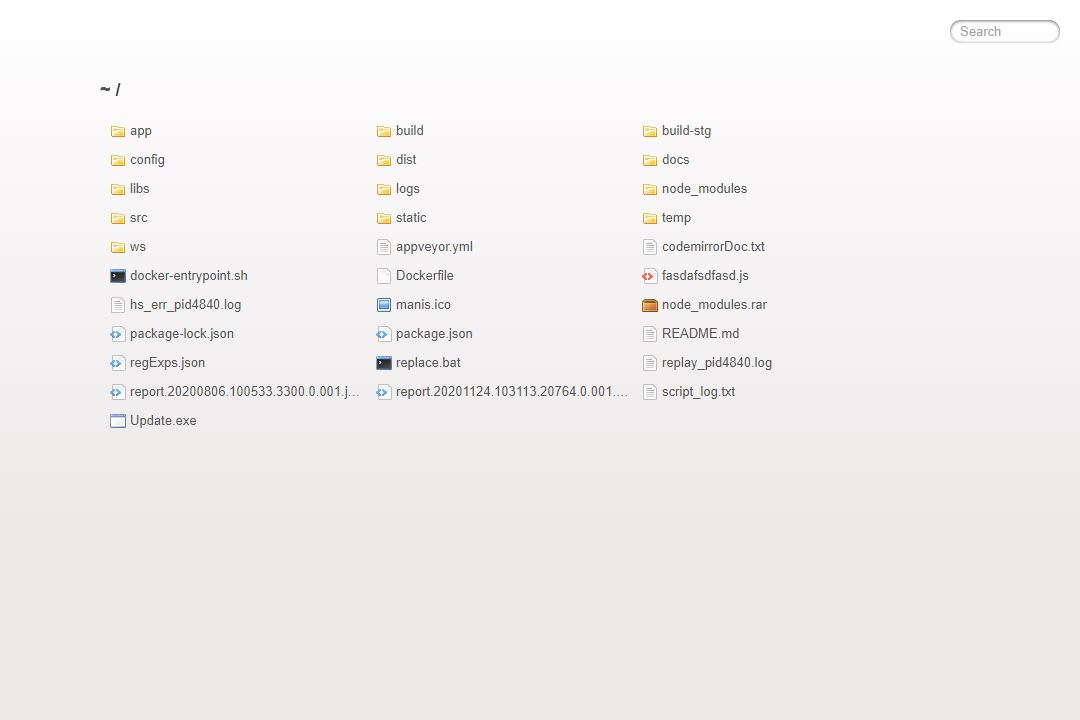 Search
~ /
app build build-stg
config dist docs
libs logs node_modules
src static temp
ws appveyor.yml codemirrorDoc.txt
docker-entrypoint.sh Dockerfile fasdafsdfasd.js
hs_err_pid4840.log manis.ico node_modules.rar
package-lock.json package.json README.md
regExps.json replace.bat replay_pid4840.log
report.20200806.100533.3300.0.001.j... report.20201124.103113.20764.0.001.... script_log.txt
Update.exe